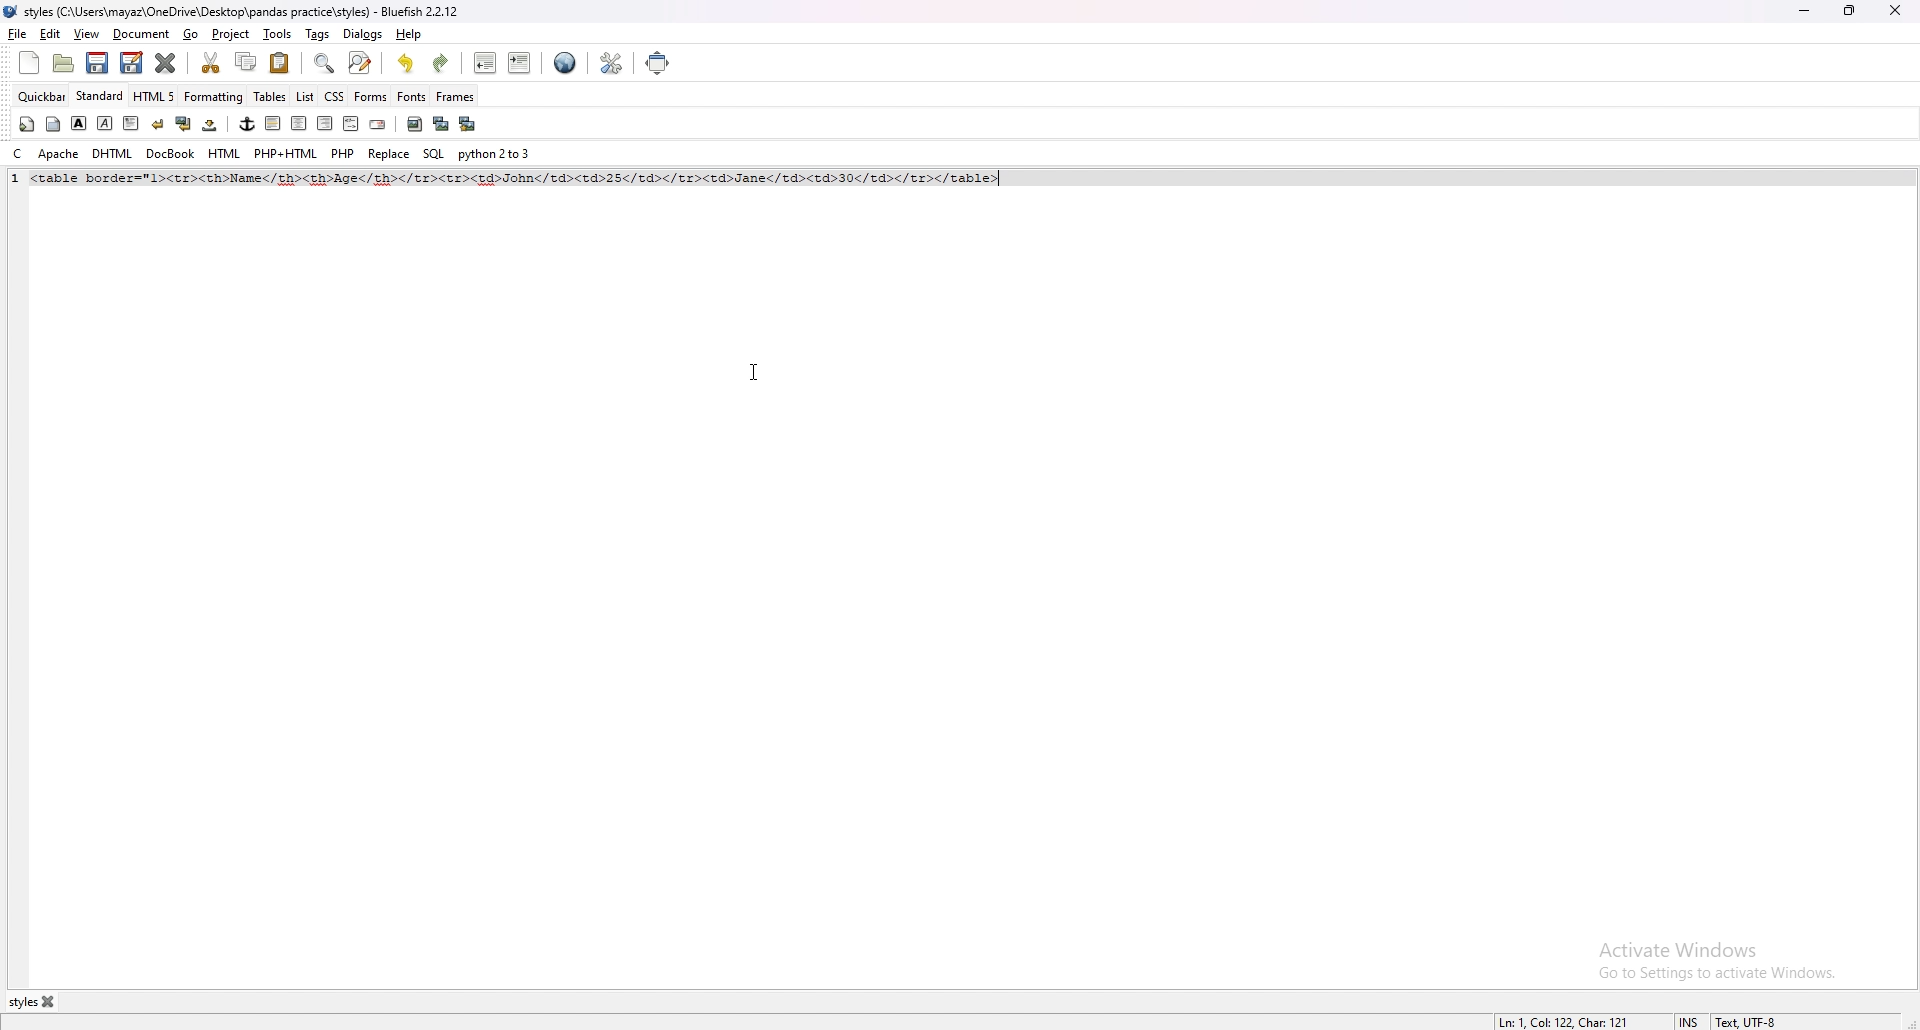 styles (C:\Users\mayaz\OneDrive\Desktop\pandas practice\styles) - Bluefish 2.2.12
File Edit View Document Go Project Tools Tags Dialogs Help
Quickbar Standard HTML 5 Formatting Tables List CSS Forms Fonts Frames
C Apache DHTML DocBook HTML PHP+HTML PHP Replace SQL python 2 to 3
1 <table border="1><tr><th>Name</th><th>Age</th></tr><tr><td>John</td><td>25</td></tr><td>Jane</td><td>30</td></tr></table>
Activate Windows
Go to Settings to activate Windows.
styles
Ln: 1, Col: 122, Char: 121 INS Text, UTF-8